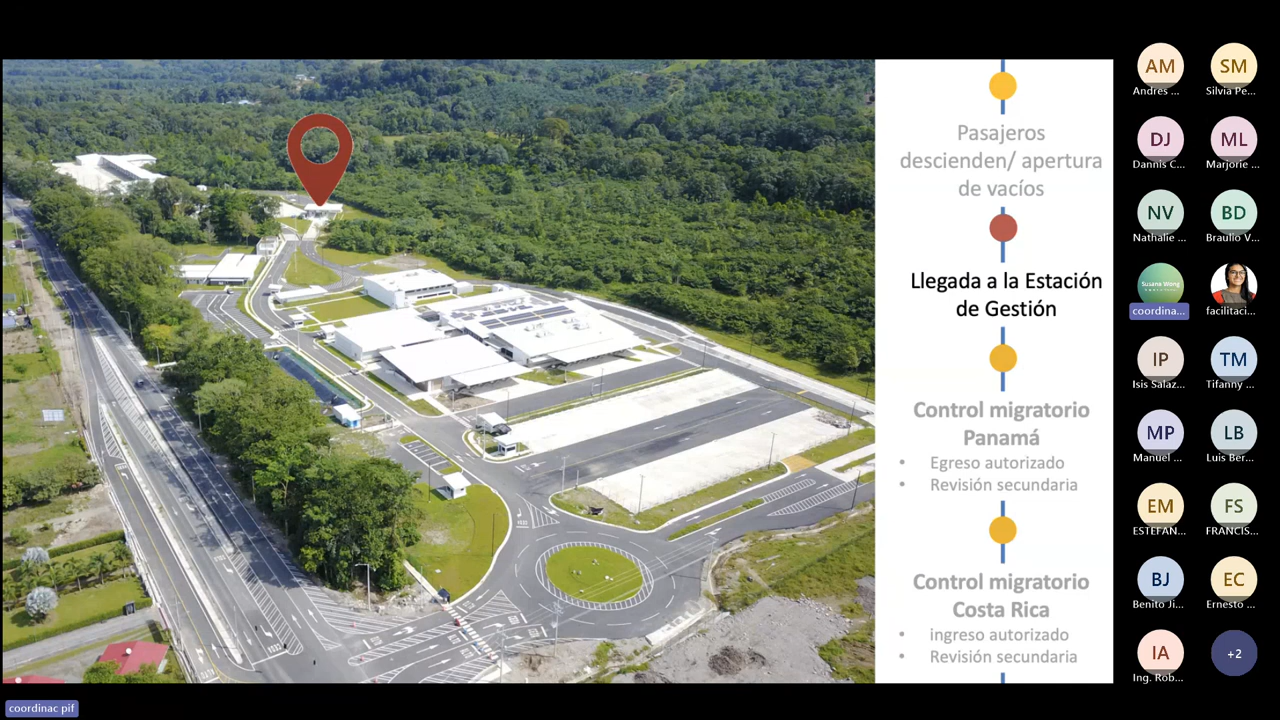 Pasajeros
descienden/ apertura
de vacíos
Llegada a la Estación
de Gestión
Control migratorio
Panamá
• Egreso autorizado
• Revisión secundaria
Control migratorio
Costa Rica
• ingreso autorizado
• Revisión secundaria
AM
Andres ...
SM
Silvia Pe...
DJ
Dannis C...
ML
Marjorie ...
NV
Nathalie ...
BD
Braulio V...
Susana Wong
coordina...
facilitaci...
IP
Isis Salaz...
TM
Tifanny ...
MP
Manuel ...
LB
Luis Ber...
EM
ESTEFAN...
FS
FRANCIS...
BJ
Benito Ji...
EC
Ernesto ...
IA
Ing. Rob...
+2
coordinac pif